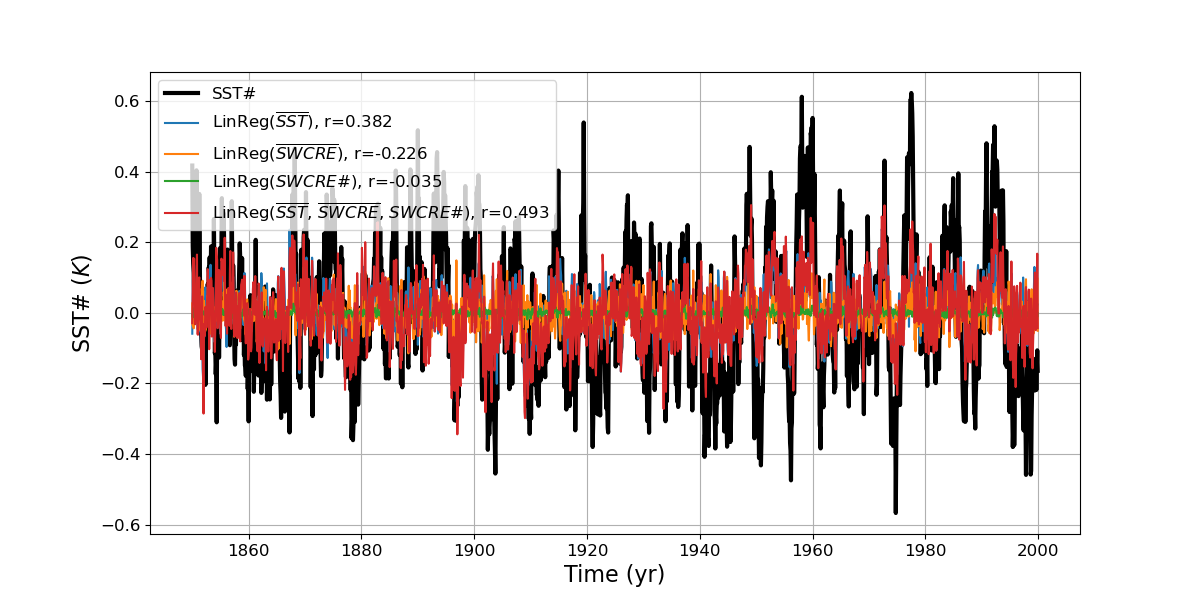 SST#
LinReg(SST), r=0.382
LinReg(SWCRE), r=-0.226
LinReg(SWCRE#), r=-0.035
LinReg(SST, SWCRE, SWCRE#), r=0.493
0.6
0.4
0.2
0.0
−0.2
−0.4
−0.6
SST# (K)
1860 1880 1900 1920 1940 1960 1980 2000
Time (yr)